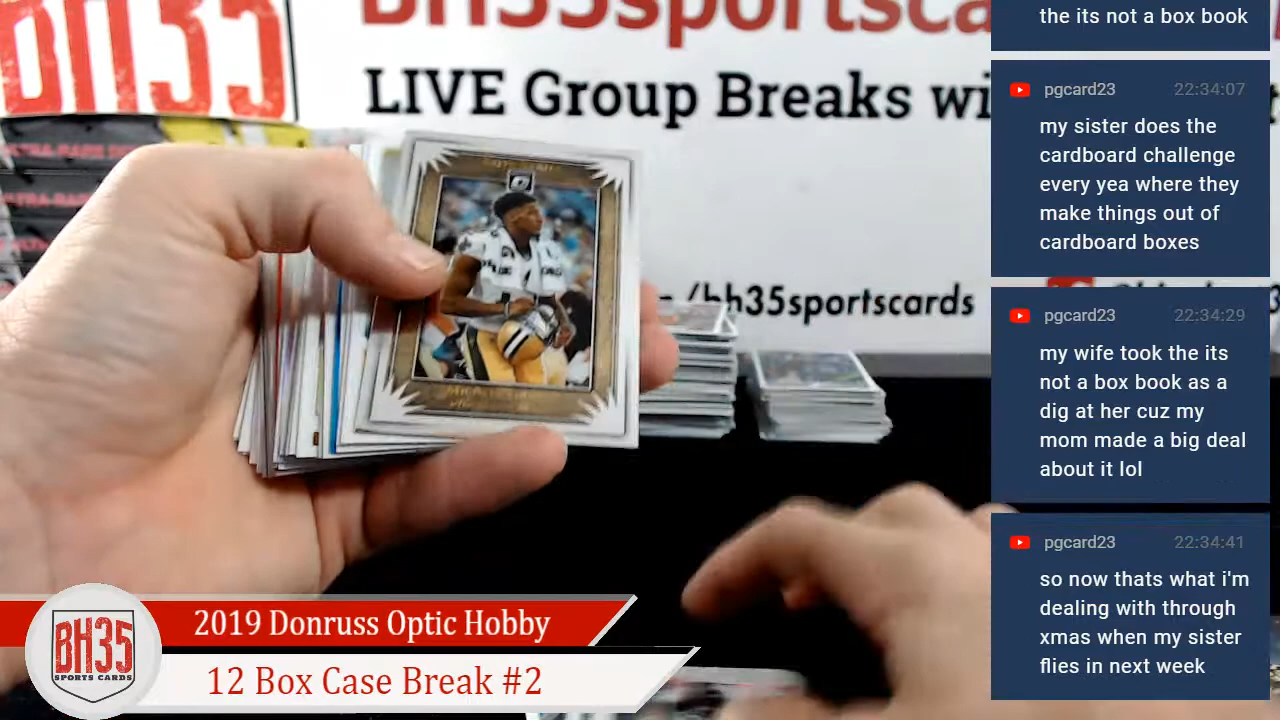 BH35
BH35sportsca
LIVE Group Breaks wi
/bh35sportscards
the its not a box book
pgcard23 22:34:07
my sister does the
cardboard challenge
every yea where they
make things out of
cardboard boxes
pgcard23 22:34:29
my wife took the its
not a box book as a
dig at her cuz my
mom made a big deal
about it lol
pgcard23 22:34:41
so now thats what i'm
dealing with through
xmas when my sister
flies in next week
BH35
SPORTS CARDS
2019 Donruss Optic Hobby
12 Box Case Break #2